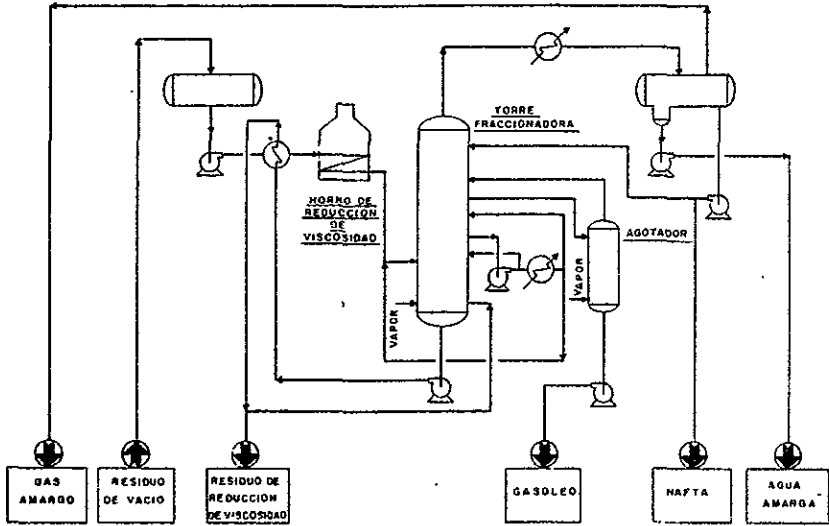 TORRE
FRACCIONADORA
HORNO DE
REDUCCION
DE
VISCOSIDAD
AGOTADOR
VAPOR
VAPOR
GAS
AMARGO
RESIDUO
DE VACIO
RESIDUO DE
REDUCCION
DE VISCOSIDAD
GASOLEO
NAFTA
AGUA
AMARGA